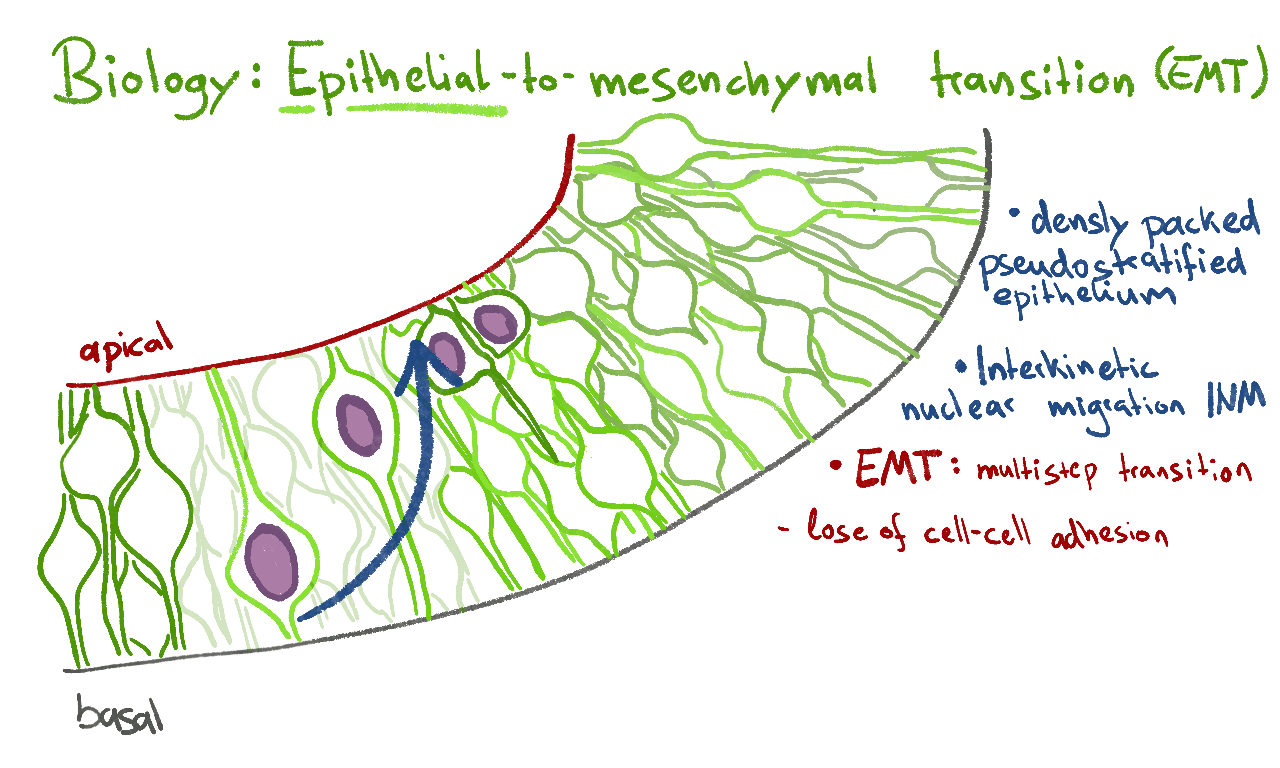 Biology: Epithelial-to-mesenchymal transition (EMT)
• densly packed
pseudostratified
epithelium
apical
• Interkinetic
nuclear migration INM
• EMT: multistep transition
- lose of cell-cell adhesion
basal